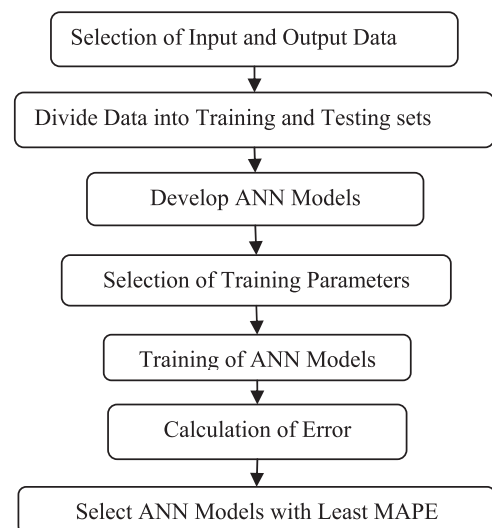 Selection of Input and Output Data
Divide Data into Training and Testing sets
Develop ANN Models
Selection of Training Parameters
Training of ANN Models
Calculation of Error
Select ANN Models with Least MAPE